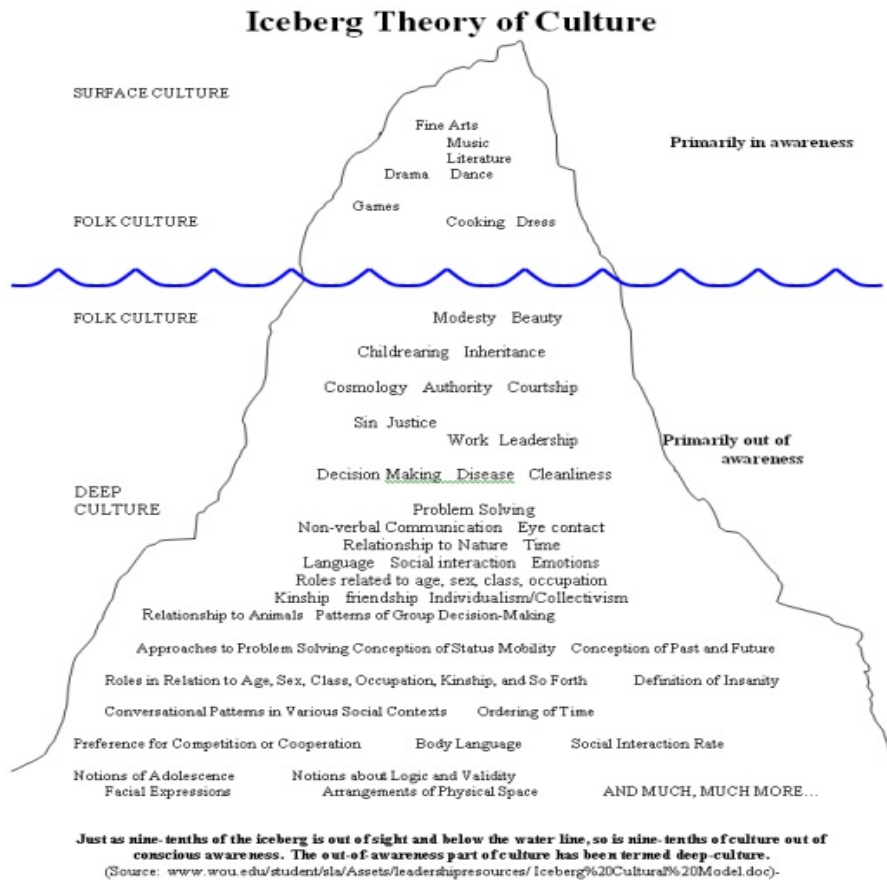 Iceberg Theory of Culture
SURFACE CULTURE
Fine Arts
Music
Primarily in awareness
Literature
Drama Dance
Games
FOLK CULTURE
Cooking Dress
FOLK CULTURE
Modesty Beauty
Childrearing Inheritance
Cosmology Authority Courtship
Sin Justice
Work Leadership
Primarily out of
awareness
Decision Making Disease Cleanliness
DEEP
CULTURE
Problem Solving
Non-verbal Communication Eye contact
Relationship to Nature Time
Language Social interaction Emotions
Roles related to age, sex, class, occupation
Kinship friendship Individualism/Collectivism
Relationship to Animals Patterns of Group Decision-Making
Approaches to Problem Solving Conception of Status Mobility Conception of Past and Future
Roles in Relation to Age, Sex, Class, Occupation, Kinship, and So Forth Definition of Insanity
Conversational Patterns in Various Social Contexts Ordering of Time
Preference for Competition or Cooperation Body Language Social Interaction Rate
Notions of Adolescence Notions about Logic and Validity
Facial Expressions Arrangements of Physical Space AND MUCH, MUCH MORE...
Just as nine-tenths of the iceberg is out of sight and below the water line, so is nine-tenths of culture out of
conscious awareness. The out-of-awareness part of culture has been termed deep-culture.
(Source: www.wou.edu/student/sla/Assets/leadershipresources/ Iceberg%20Cultural%20Model.doc)-